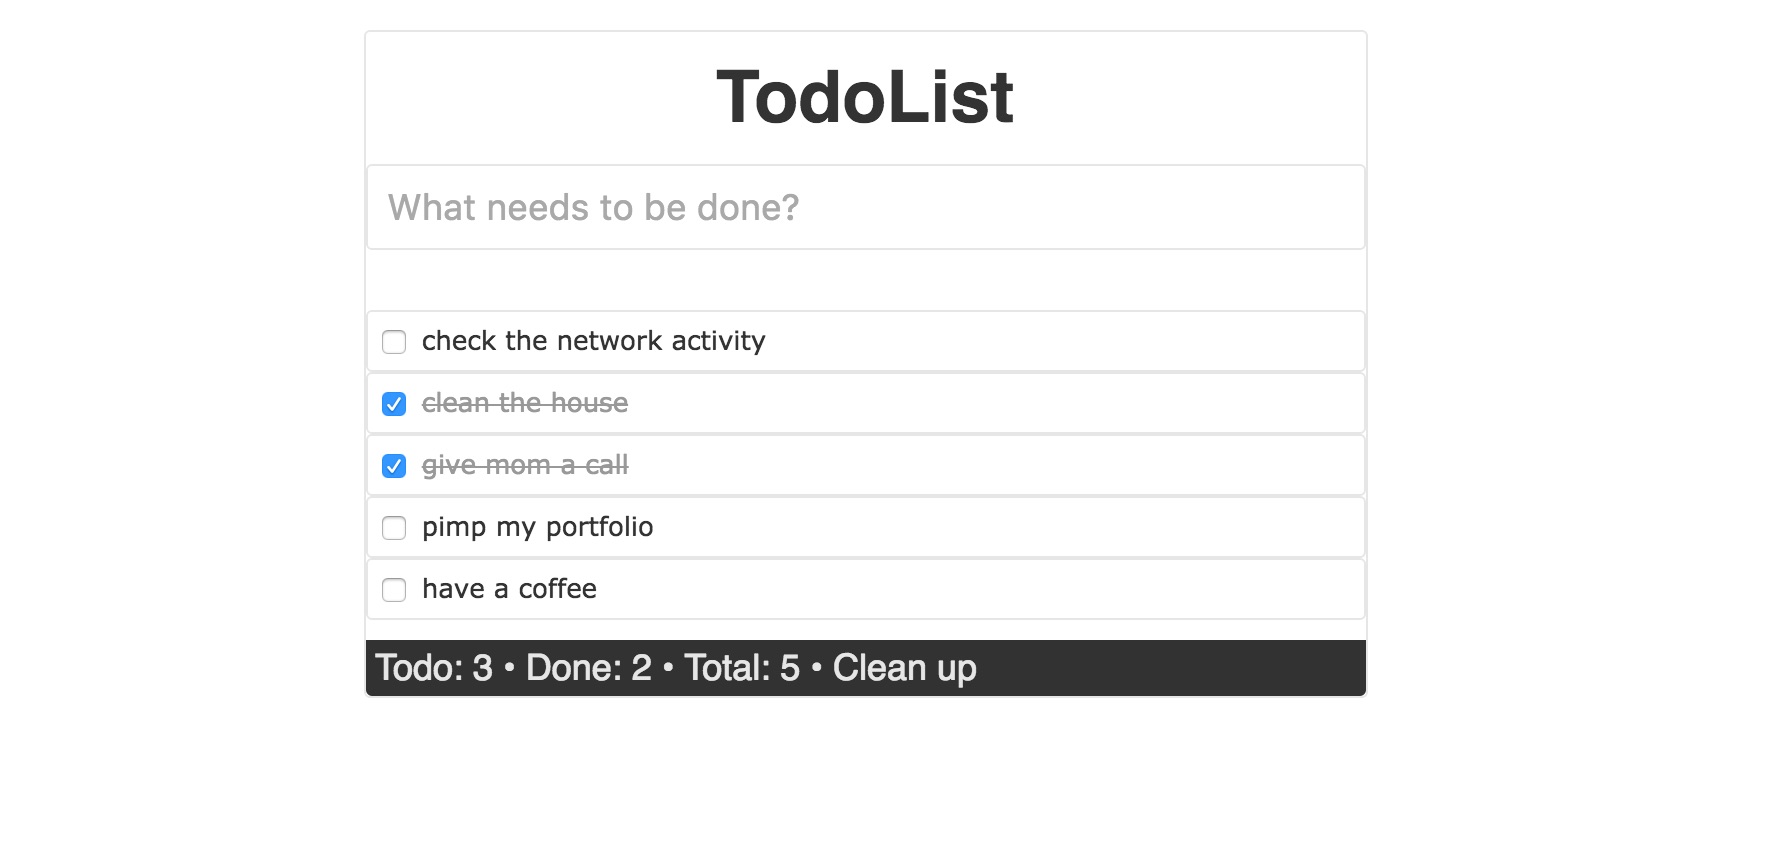 TodoList
What needs to be done?
check the network activity
clean the house
give mom a call
pimp my portfolio
have a coffee
Todo: 3 • Done: 2 • Total: 5 • Clean up